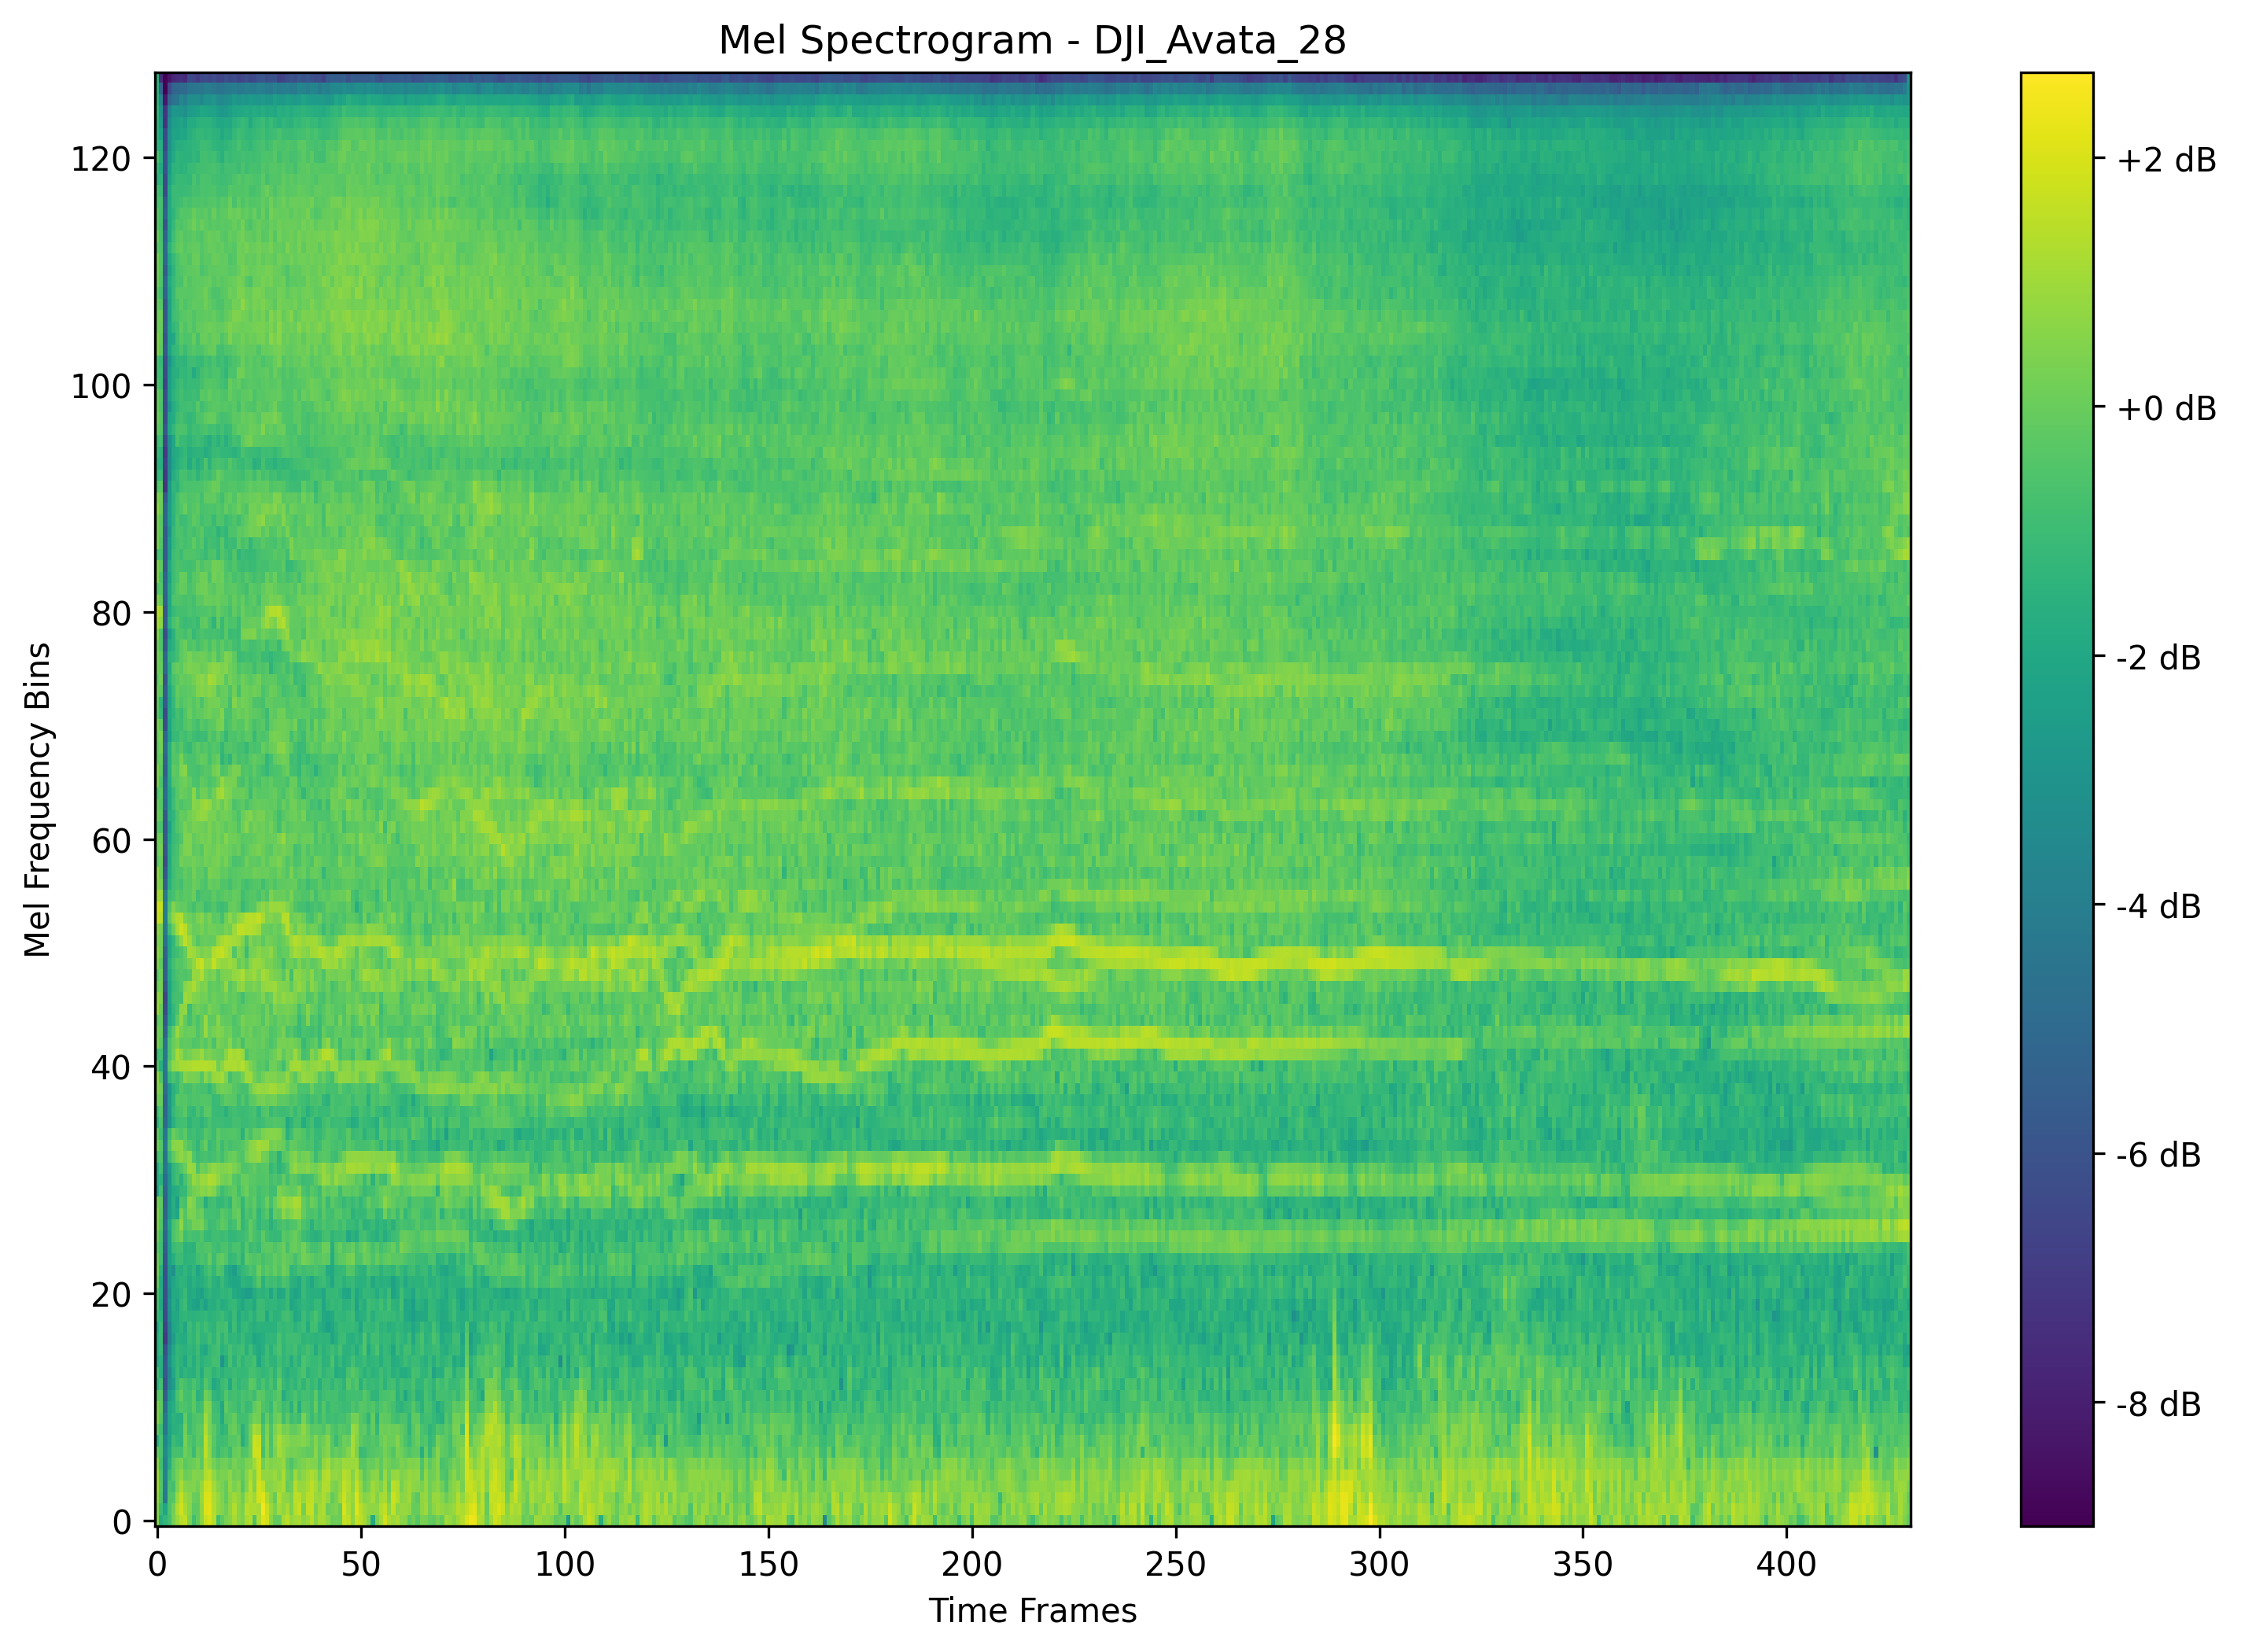 Mel Spectrogram - DJI_Avata_28
Mel Frequency Bins
120
100
80
60
40
20
0
0 50 100 150 200 250 300 350 400
Time Frames
+2 dB
+0 dB
-2 dB
-4 dB
-6 dB
-8 dB